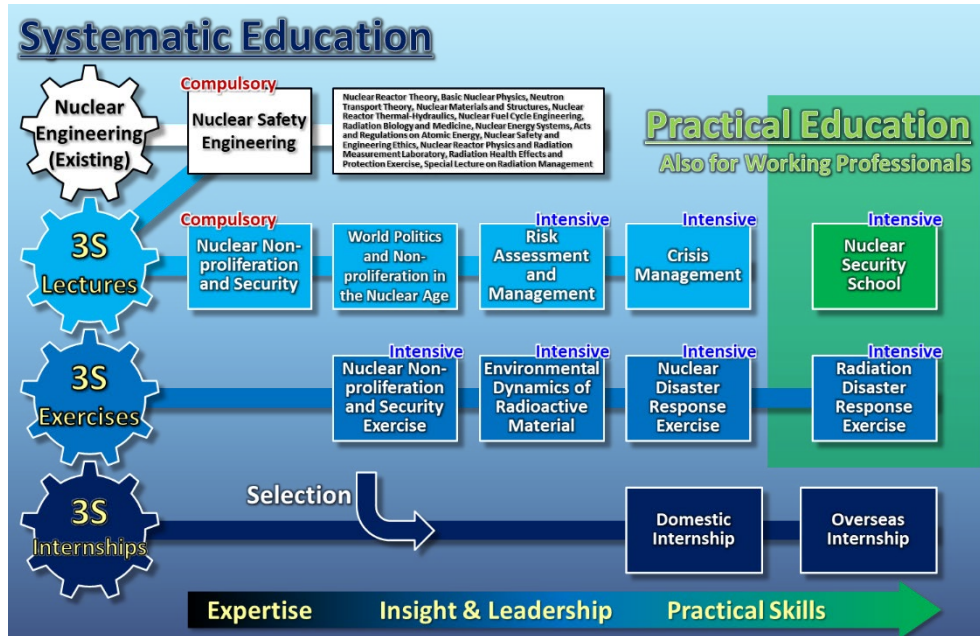 Systematic Education
Nuclear
Engineering
(Existing)
Compulsory
Nuclear Safety
Engineering
Nuclear Reactor Theory, Basic Nuclear Physics, Neutron
Transport Theory, Nuclear Materials and Structures, Nuclear
Reactor Thermal-Hydraulics, Nuclear Fuel Cycle Engineering,
Radiation Biology and Medicine, Nuclear Energy Systems, Acts
and Regulations on Atomic Energy, Nuclear Safety and
Engineering Ethics, Nuclear Reactor Physics and Radiation
Measurement Laboratory, Radiation Health Effects and
Protection Exercise, Special Lecture on Radiation Management
Practical Education
Also for Working Professionals
3S
Lectures
Compulsory
Nuclear Non-
proliferation
and Security
World Politics
and Non-
proliferation in
the Nuclear Age
Intensive
Risk
Assessment
and
Management
Intensive
Crisis
Management
Intensive
Nuclear
Security
School
3S
Exercises
Intensive
Nuclear Non-
proliferation
and Security
Exercise
Intensive
Environmental
Dynamics of
Radioactive
Material
Intensive
Nuclear
Disaster
Response
Exercise
Intensive
Radiation
Disaster
Response
Exercise
3S
Internships
Selection
Domestic
Internship
Overseas
Internship
Expertise
Insight & Leadership
Practical Skills